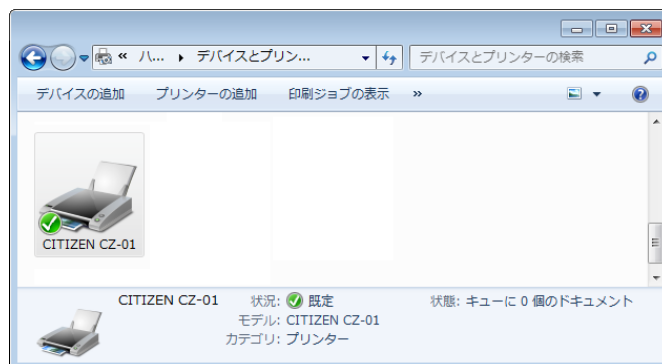 « ハ... ▸ デバイスとプリン... デバイスとプリンターの検索
デバイスの追加 プリンターの追加 印刷ジョブの表示 »
CITIZEN CZ-01
CITIZEN CZ-01 状況: 既定 状態: キューに 0 個のドキュメント
モデル: CITIZEN CZ-01
カテゴリ: プリンター